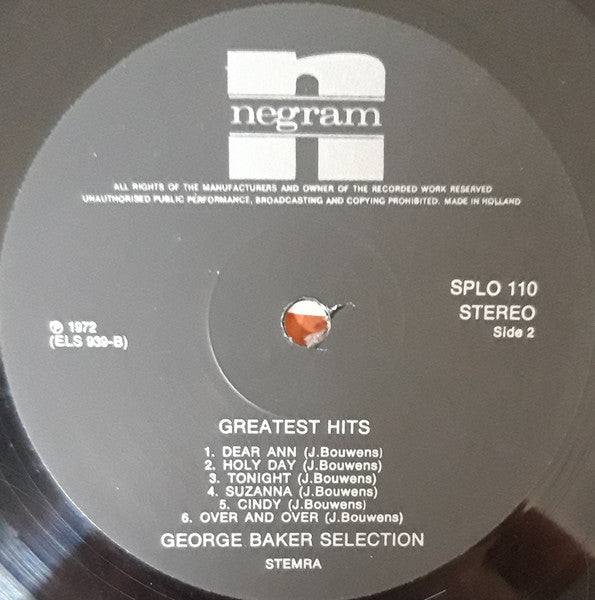 n
negram
ALL RIGHTS OF THE MANUFACTURERS AND OWNER OF THE RECORDED WORK RESERVED
UNAUTHORISED PUBLIC PERFORMANCE, BROADCASTING AND COPYING PROHIBITED. MADE IN HOLLAND
SPLO 110
STEREO
Side 2
℗ 1972
(ELS 939-B)
GREATEST HITS
1. DEAR ANN (J.Bouwens)
2. HOLY DAY (J.Bouwens)
3. TONIGHT (J.Bouwens)
4. SUZANNA (J.Bouwens)
5. CINDY (J.Bouwens)
6. OVER AND OVER (J.Bouwens)
GEORGE BAKER SELECTION
STEMRA